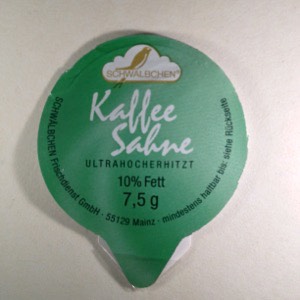 SCHWÄLBCHEN®
Kaffee
Sahne
ULTRAHOCHERHITZT
10% Fett
7,5 g
SCHWÄLBCHEN Frischdienst GmbH - 55129 Mainz - mindestens haltbar bis: siehe Rückseite